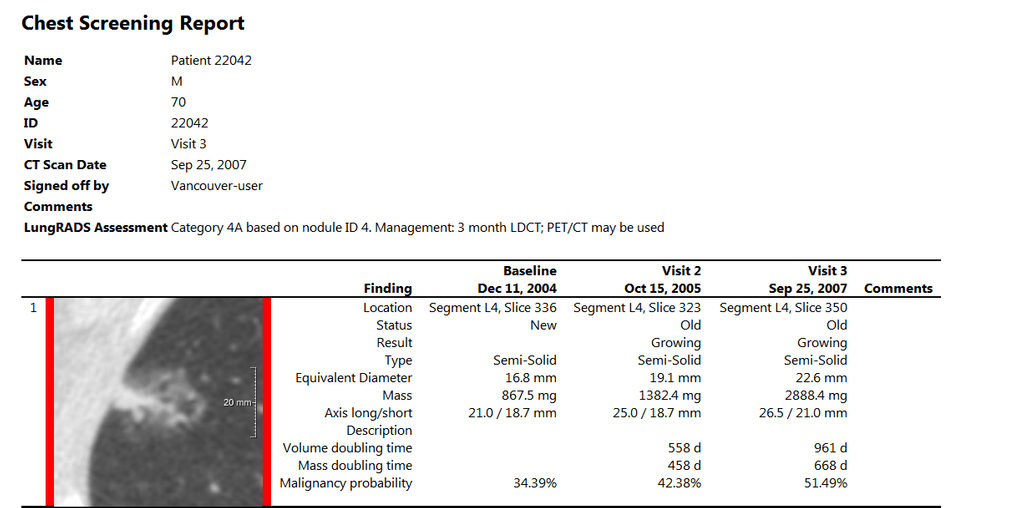 Chest Screening Report
Name Patient 22042
Sex M
Age 70
ID 22042
Visit Visit 3
CT Scan Date Sep 25, 2007
Signed off by Vancouver-user
Comments
LungRADS Assessment Category 4A based on nodule ID 4. Management: 3 month LDCT; PET/CT may be used
Baseline Visit 2 Visit 3
Finding Dec 11, 2004 Oct 15, 2005 Sep 25, 2007 Comments
1 Location Segment L4, Slice 336 Segment L4, Slice 323 Segment L4, Slice 350
Status New Old Old
Result Growing Growing
Type Semi-Solid Semi-Solid Semi-Solid
Equivalent Diameter 16.8 mm 19.1 mm 22.6 mm
Mass 867.5 mg 1382.4 mg 2888.4 mg
20 mm
Axis long/short 21.0 / 18.7 mm 25.0 / 18.7 mm 26.5 / 21.0 mm
Description
Volume doubling time 558 d 961 d
Mass doubling time 458 d 668 d
Malignancy probability 34.39% 42.38% 51.49%